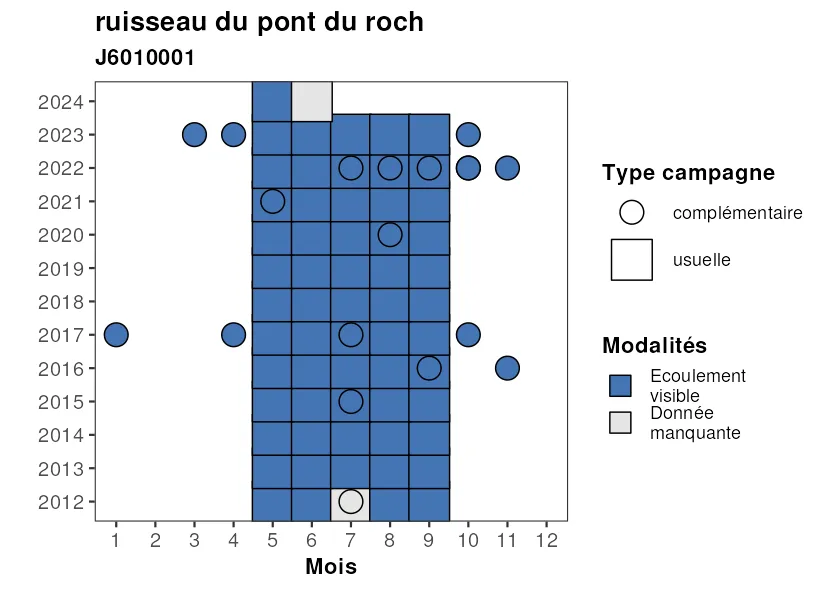 ruisseau du pont du roch
J6010001
2024
2023
2022
2021
2020
2019
2018
2017
2016
2015
2014
2013
2012
1 2 3 4 5 6 7 8 9 10 11 12
Mois
Type campagne
complémentaire
usuelle
Modalités
Ecoulement
visible
Donnée
manquante